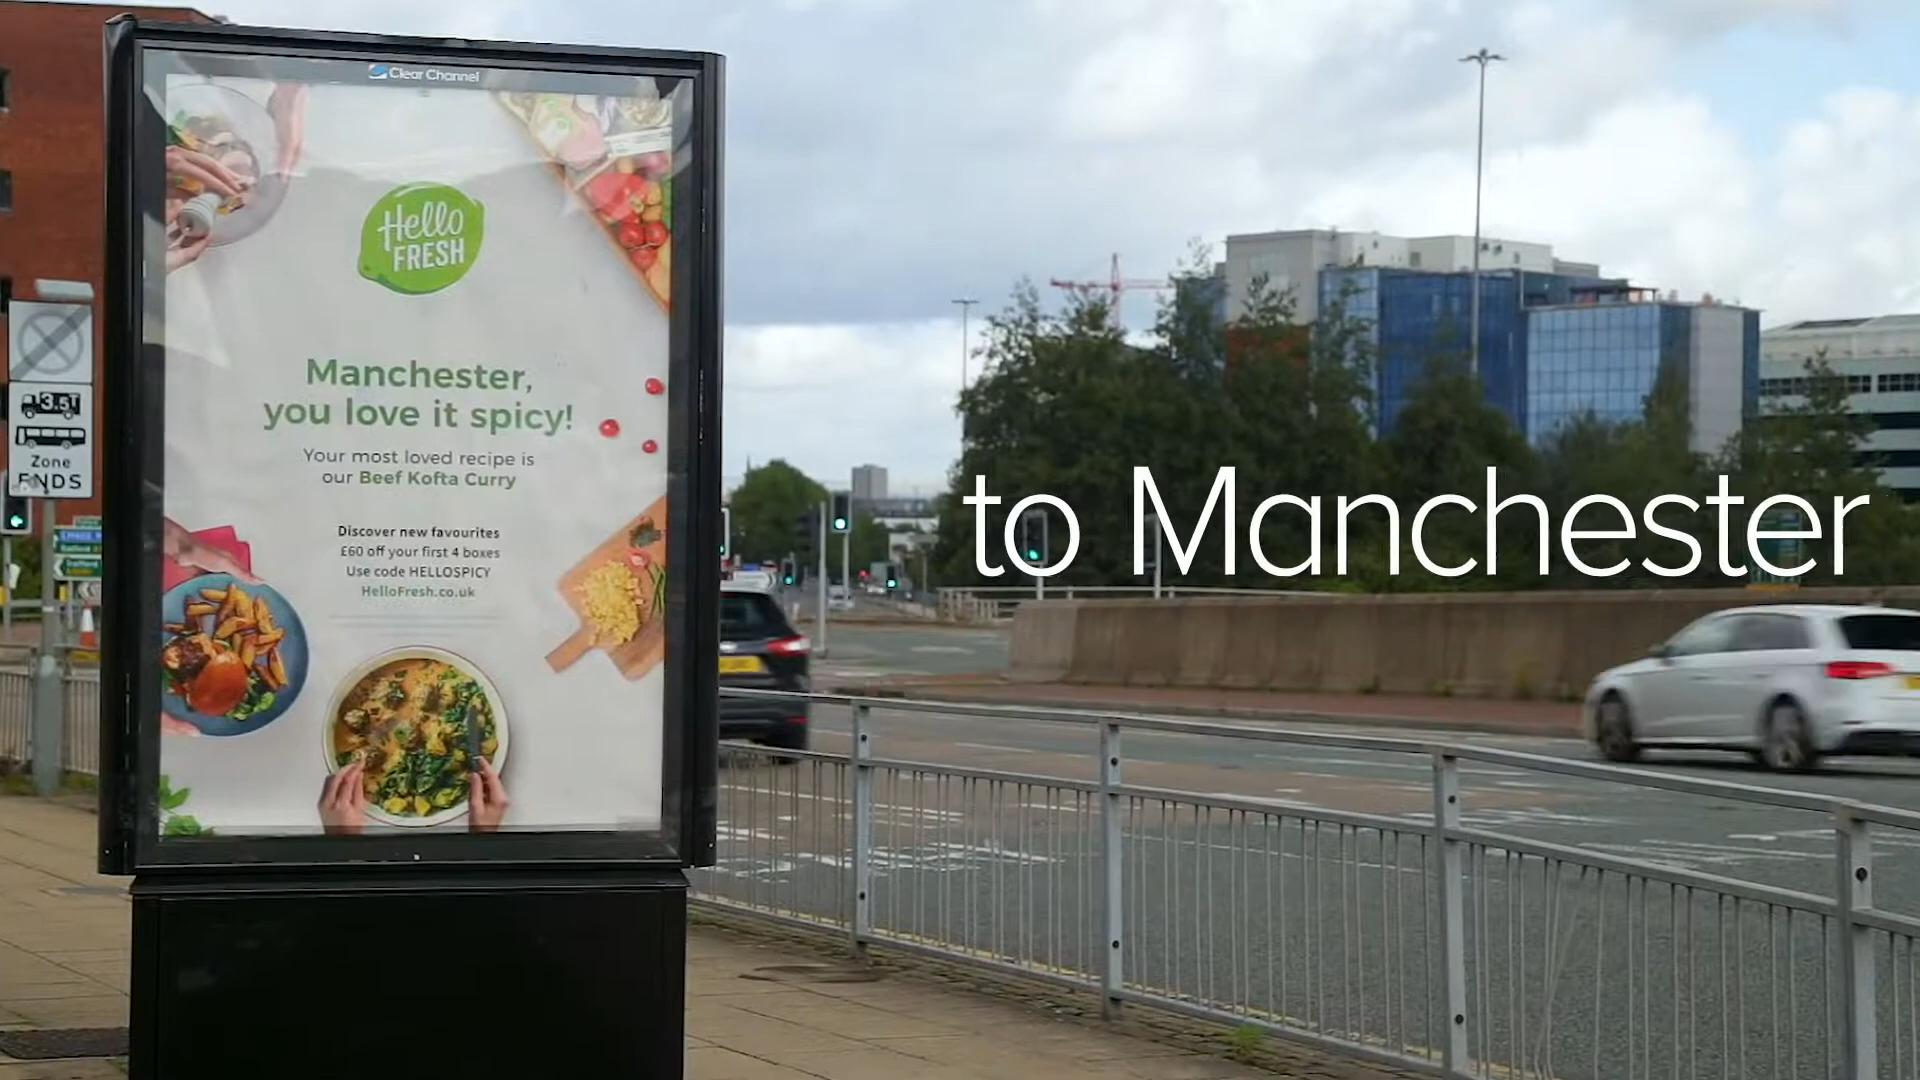 Clear Channel
Hello
FRESH
Manchester,
you love it spicy!
Your most loved recipe is
our Beef Kofta Curry
Discover new favourites
£60 off your first 4 boxes
Use code HELLOSPICY
HelloFresh.co.uk
3.5T
Zone
ENDS
to Manchester